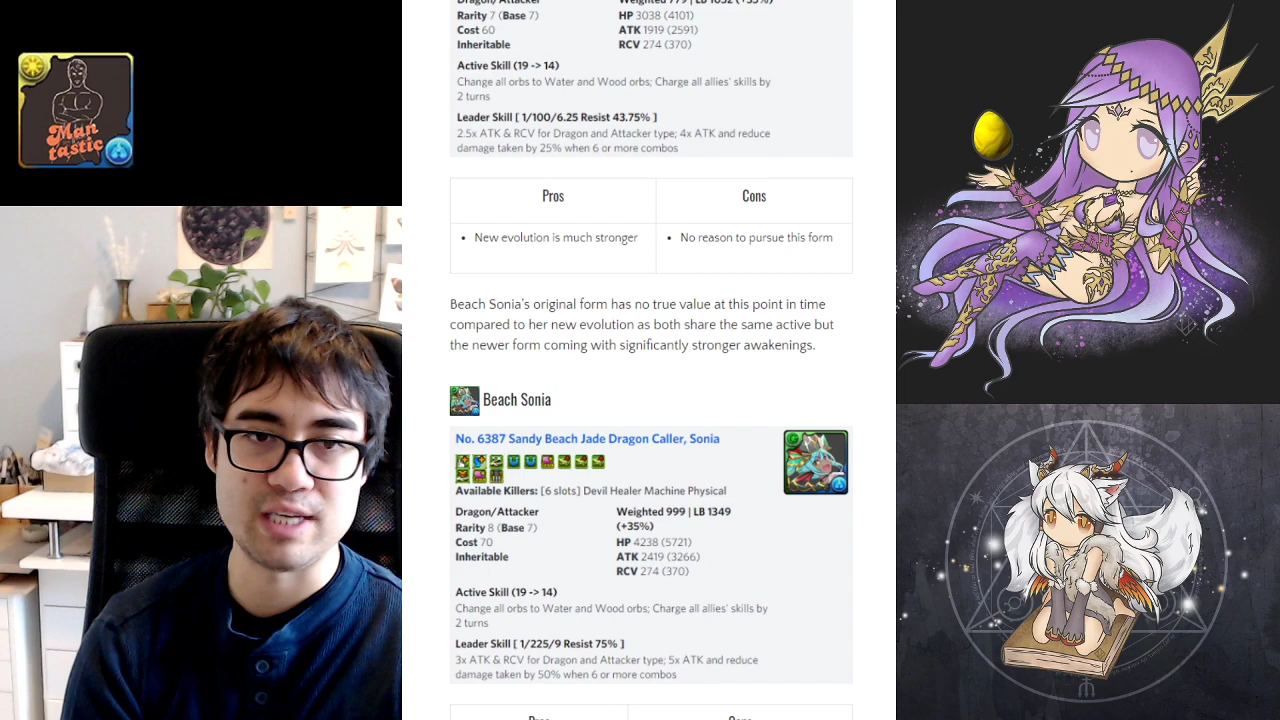 Man
tastic
Rarity 7 (Base 7)
Cost 60
Inheritable
HP 3038 (4101)
ATK 1919 (2591)
RCV 274 (370)
Active Skill (19 -> 14)
Change all orbs to Water and Wood orbs; Charge all allies' skills by
2 turns
Leader Skill [ 1/100/6.25 Resist 43.75% ]
2.5x ATK & RCV for Dragon and Attacker type; 4x ATK and reduce
damage taken by 25% when 6 or more combos
Pros
Cons
• New evolution is much stronger
• No reason to pursue this form
Beach Sonia's original form has no true value at this point in time
compared to her new evolution as both share the same active but
the newer form coming with significantly stronger awakenings.
Beach Sonia
No. 6387 Sandy Beach Jade Dragon Caller, Sonia
Available Killers: [6 slots] Devil Healer Machine Physical
Dragon/Attacker
Rarity 8 (Base 7)
Cost 70
Inheritable
Weighted 999 | LB 1349
(+35%)
HP 4238 (5721)
ATK 2419 (3266)
RCV 274 (370)
Active Skill (19 -> 14)
Change all orbs to Water and Wood orbs; Charge all allies' skills by
2 turns
Leader Skill [ 1/225/9 Resist 75% ]
3x ATK & RCV for Dragon and Attacker type; 5x ATK and reduce
damage taken by 50% when 6 or more combos